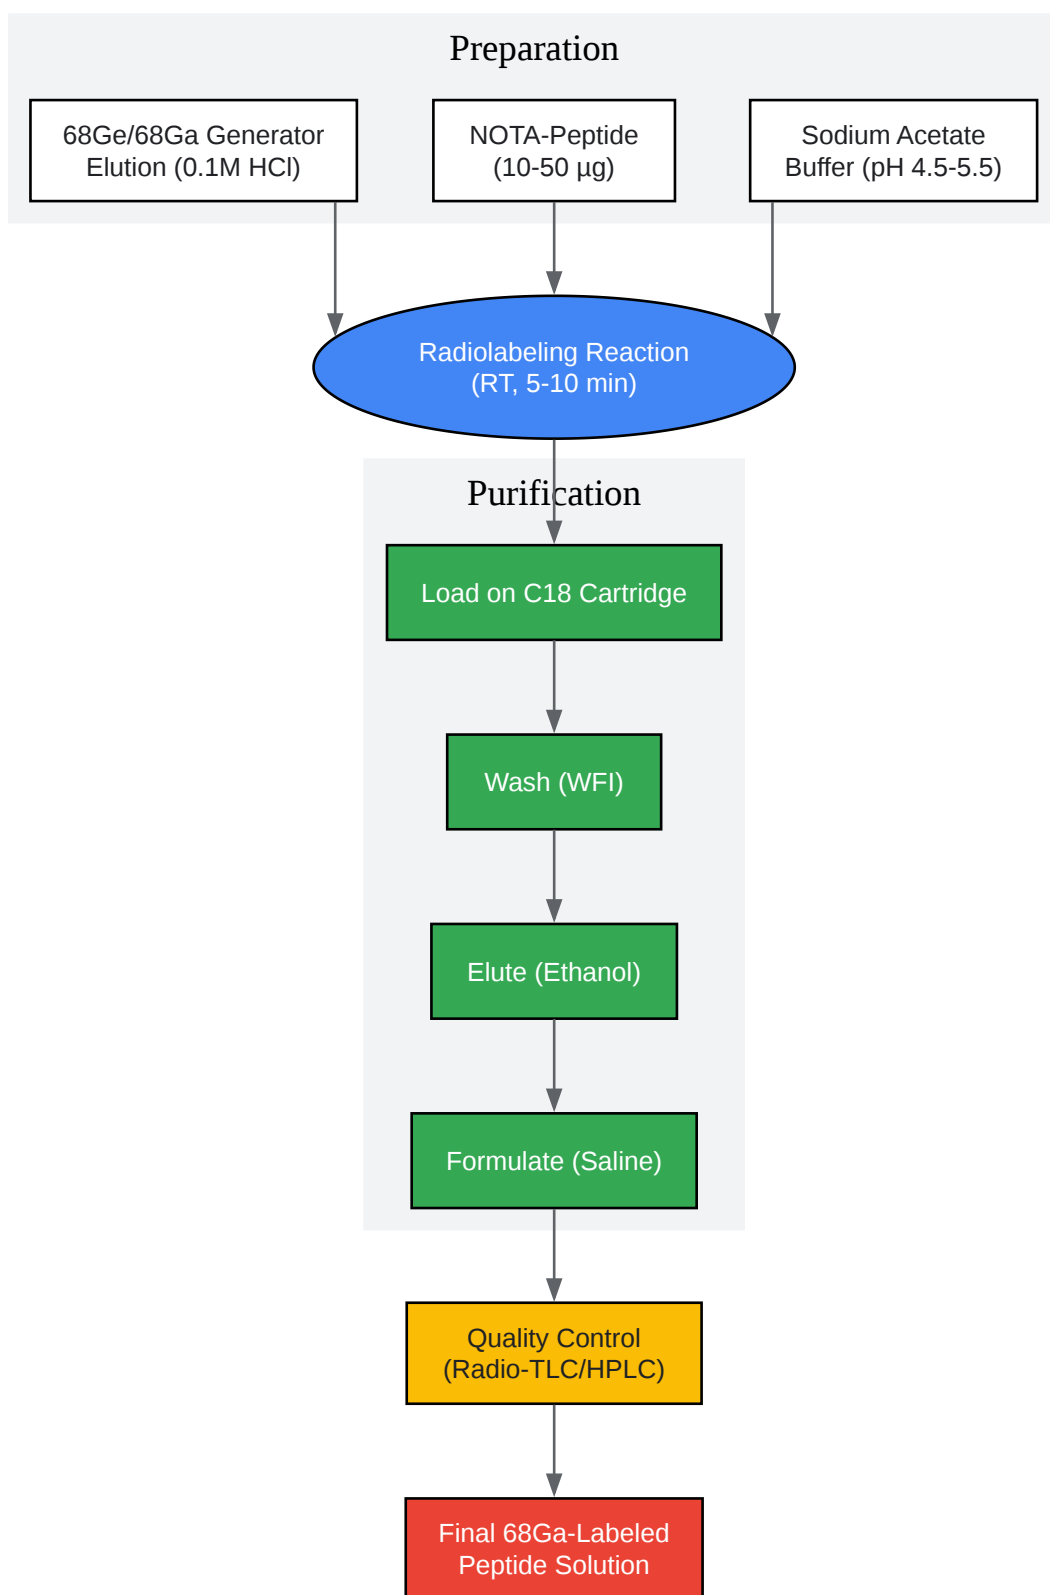 Preparation
68Ge/68Ga Generator
Elution (0.1M HCl)
NOTA-Peptide
(10-50 µg)
Sodium Acetate
Buffer (pH 4.5-5.5)
Radiolabeling Reaction
(RT, 5-10 min)
Purification
Load on C18 Cartridge
Wash (WFI)
Elute (Ethanol)
Formulate (Saline)
Quality Control
(Radio-TLC/HPLC)
Final 68Ga-Labeled
Peptide Solution